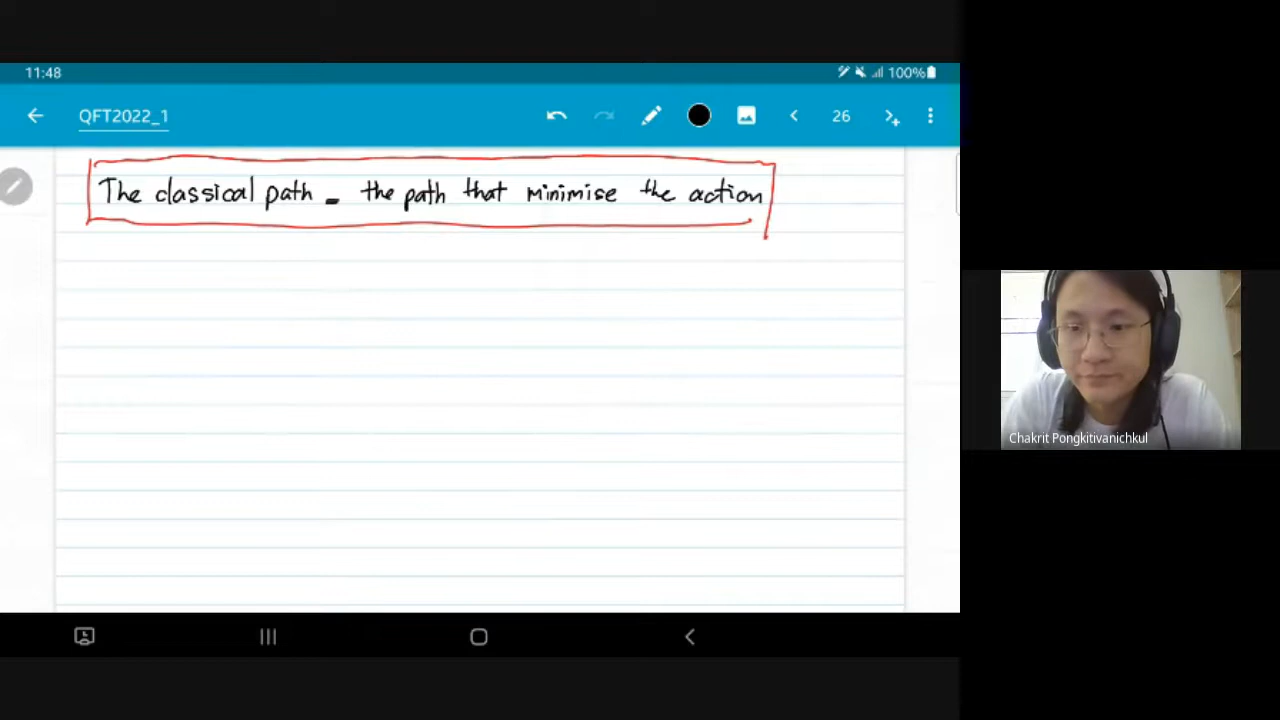 11:48
100%
QFT2022_1
26
The classical path = the path that minimise the action
Chakrit Pongkitivanichkul